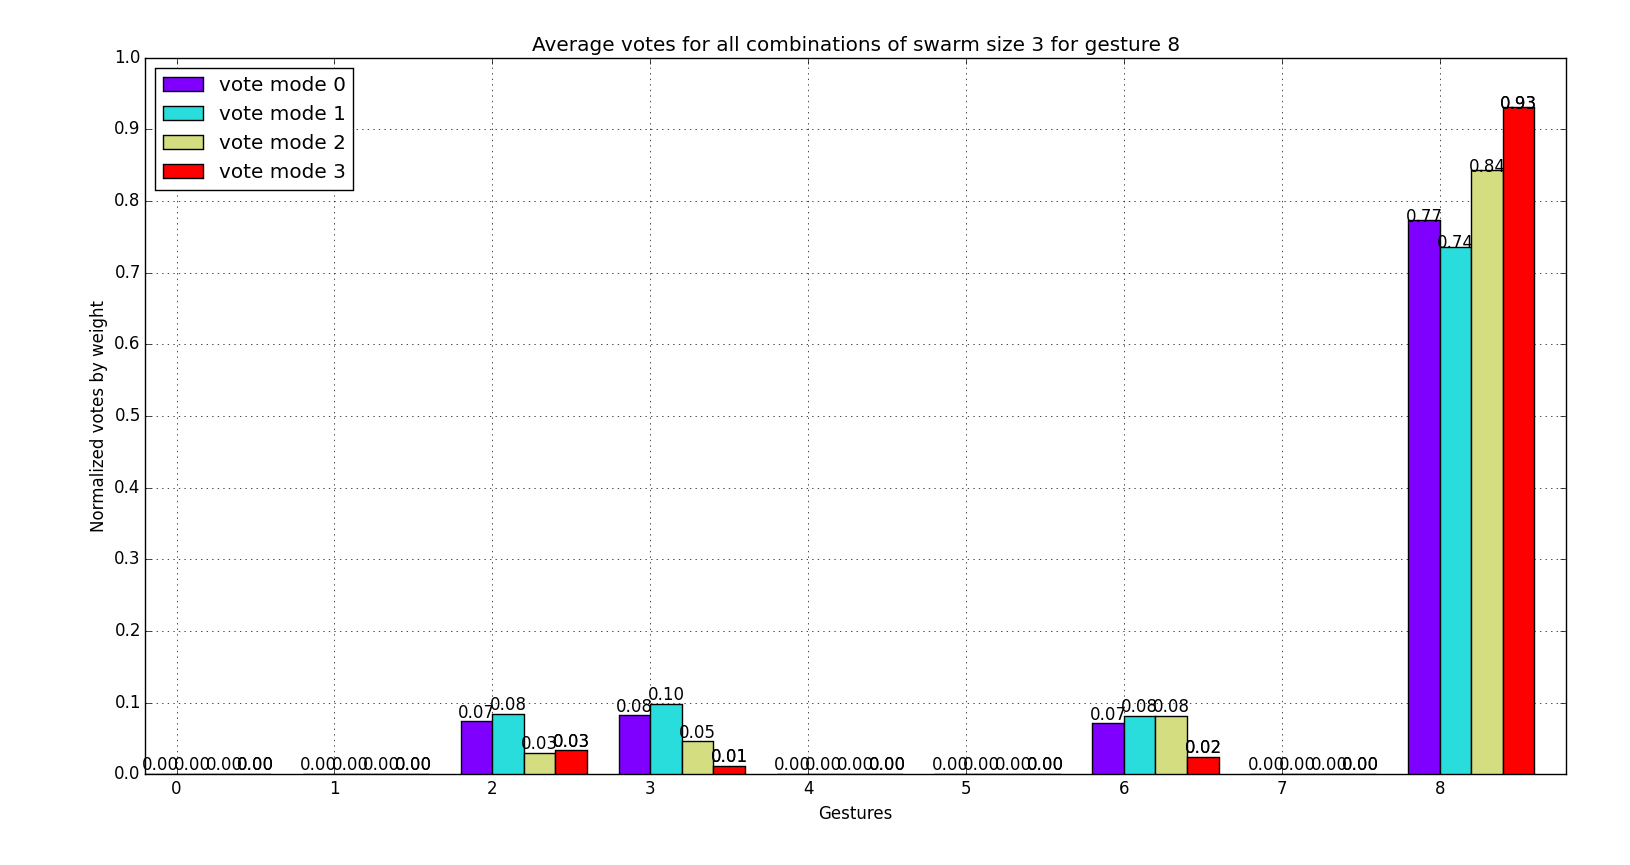 Average votes for all combinations of swarm size 3 for gesture 8
1.0
0.9
0.8
0.7
0.6
0.5
0.4
0.3
0.2
0.1
0.0
Normalized votes by weight
vote mode 0
vote mode 1
vote mode 2
vote mode 3
0.00 0.00 0.00 0.00
0.00 0.00 0.00 0.00
0.07 0.08 0.03 0.03
0.08 0.10 0.05 0.01
0.00 0.00 0.00 0.00
0.00 0.00 0.00 0.00
0.07 0.08 0.08 0.02
0.00 0.00 0.00 0.00
0.77 0.74 0.84 0.93
0 1 2 3 4 5 6 7 8
Gestures